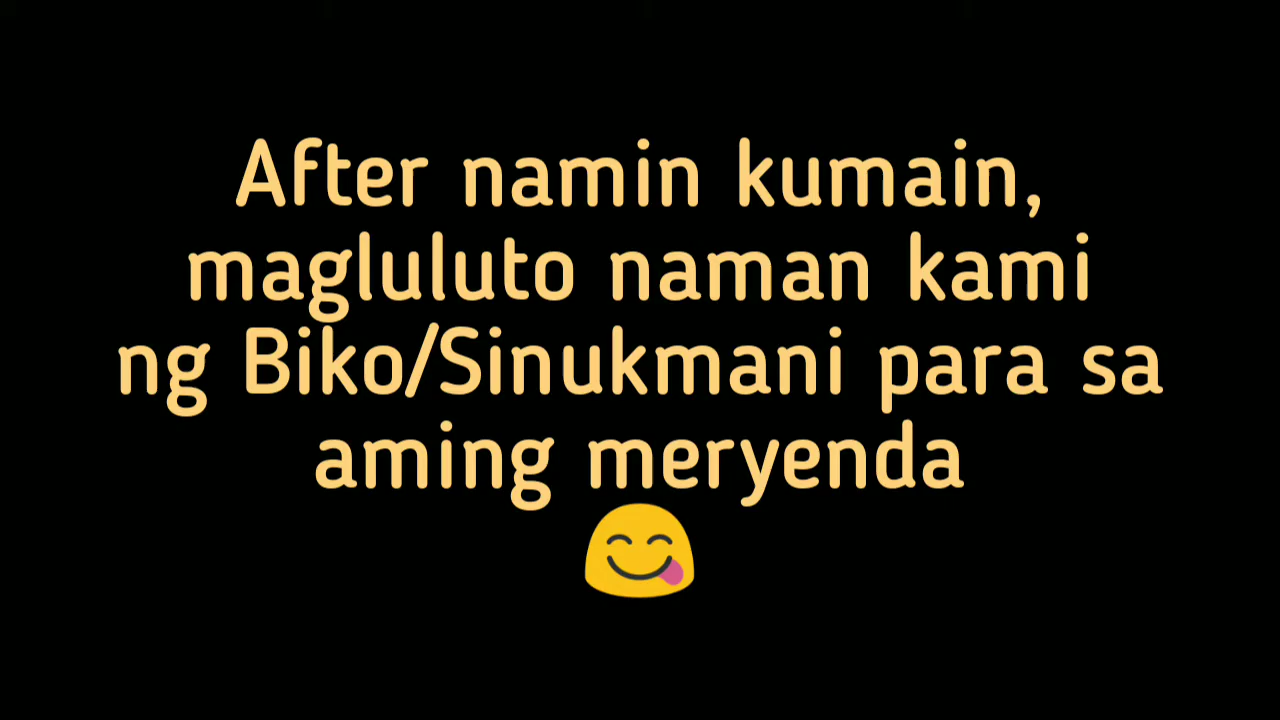 After namin kumain,
magluluto naman kami
ng Biko/Sinukmani para sa
aming meryenda
😋